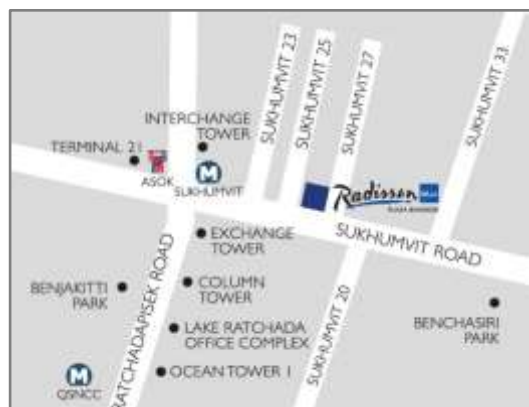 SUKHUMVIT 23
SUKHUMVIT 25
SUKHUMVIT 27
SUKHUMVIT 33
INTERCHANGE
TOWER
TERMINAL 21
ASOK
M
SUKHUMVIT
Radisson
BLU
SUKHUMVIT ROAD
EXCHANGE
TOWER
RATCHADAPISEK ROAD
BENJAKITTI
PARK
COLUMN
TOWER
SUKHUMVIT 20
BENCHASIRI
PARK
LAKE RATCHADA
OFFICE COMPLEX
M
QSNCC
OCEAN TOWER I